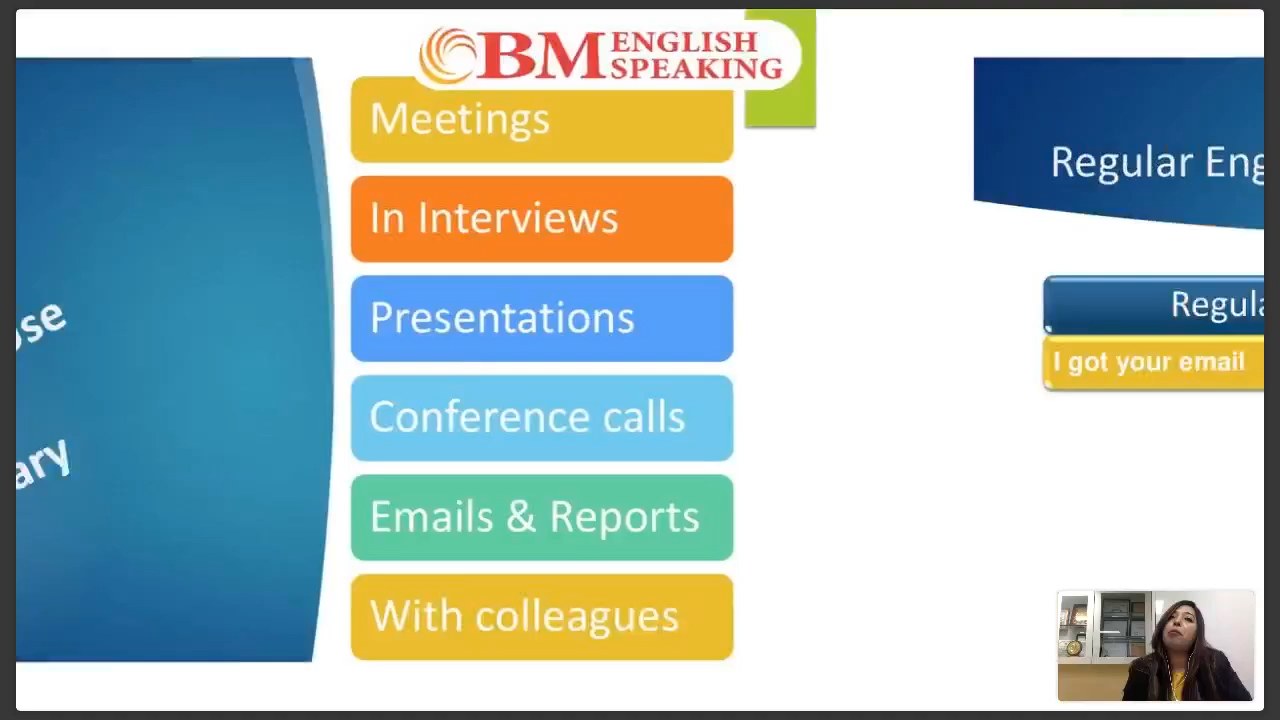 BM ENGLISH
SPEAKING
Meetings
In Interviews
Presentations
Conference calls
Emails & Reports
With colleagues
se
ary
Regular Eng
Regula
I got your email